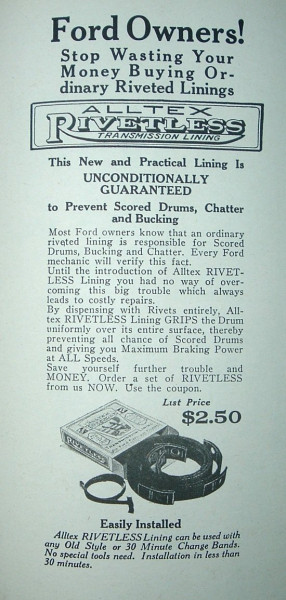 Ford Owners!
Stop Wasting Your
Money Buying Or-
dinary Riveted Linings
ALLTEX
RIVETLESS
TRANSMISSION LINING
This New and Practical Lining Is
UNCONDITIONALLY
GUARANTEED
to Prevent Scored Drums, Chatter
and Bucking
Most Ford owners know that an ordinary
riveted lining is responsible for Scored
Drums, Bucking and Chatter. Every Ford
mechanic will verify this fact.
Until the introduction of Alltex RIVET-
LESS Lining you had no way of over-
coming this big trouble which always
leads to costly repairs.
By dispensing with Rivets entirely, All-
tex RIVETLESS Lining GRIPS the Drum
uniformly over its entire surface, thereby
preventing all chance of Scored Drums
and giving you Maximum Braking Power
at ALL Speeds.
Save yourself further trouble and
MONEY. Order a set of RIVETLESS
from us NOW. Use the coupon.
List Price
$2.50
RIVETLESS
Easily Installed
Alltex RIVETLESS Lining can be used with
any Old Style or 30 Minute Change Bands.
No special tools need. Installation in less than
30 minutes.